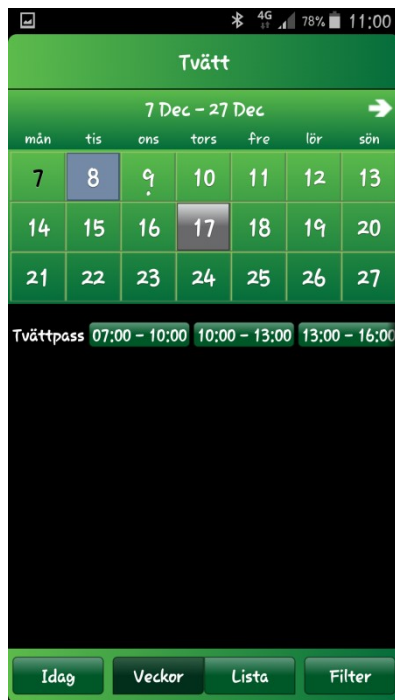 4G 78% 11:00
Tvätt
7 Dec – 27 Dec
mån tis ons tors fre lör sön
7 8 9 10 11 12 13
14 15 16 17 18 19 20
21 22 23 24 25 26 27
Tvättpass 07:00 – 10:00 10:00 – 13:00 13:00 – 16:00
Idag Veckor Lista Filter